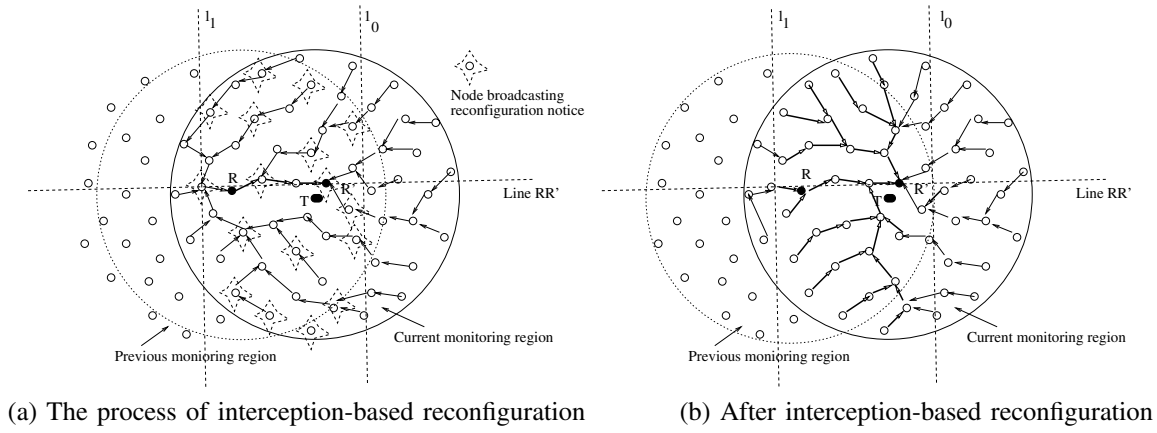 l1
l0
Node broadcasting
reconfiguration notice
R
R'
T
Line RR'
Current monitoring region
Previous monioring region
(a) The process of interception-based reconfiguration
l1
l0
R
R'
T
Line RR'
Current monitoring region
Previous monioring region
(b) After interception-based reconfiguration